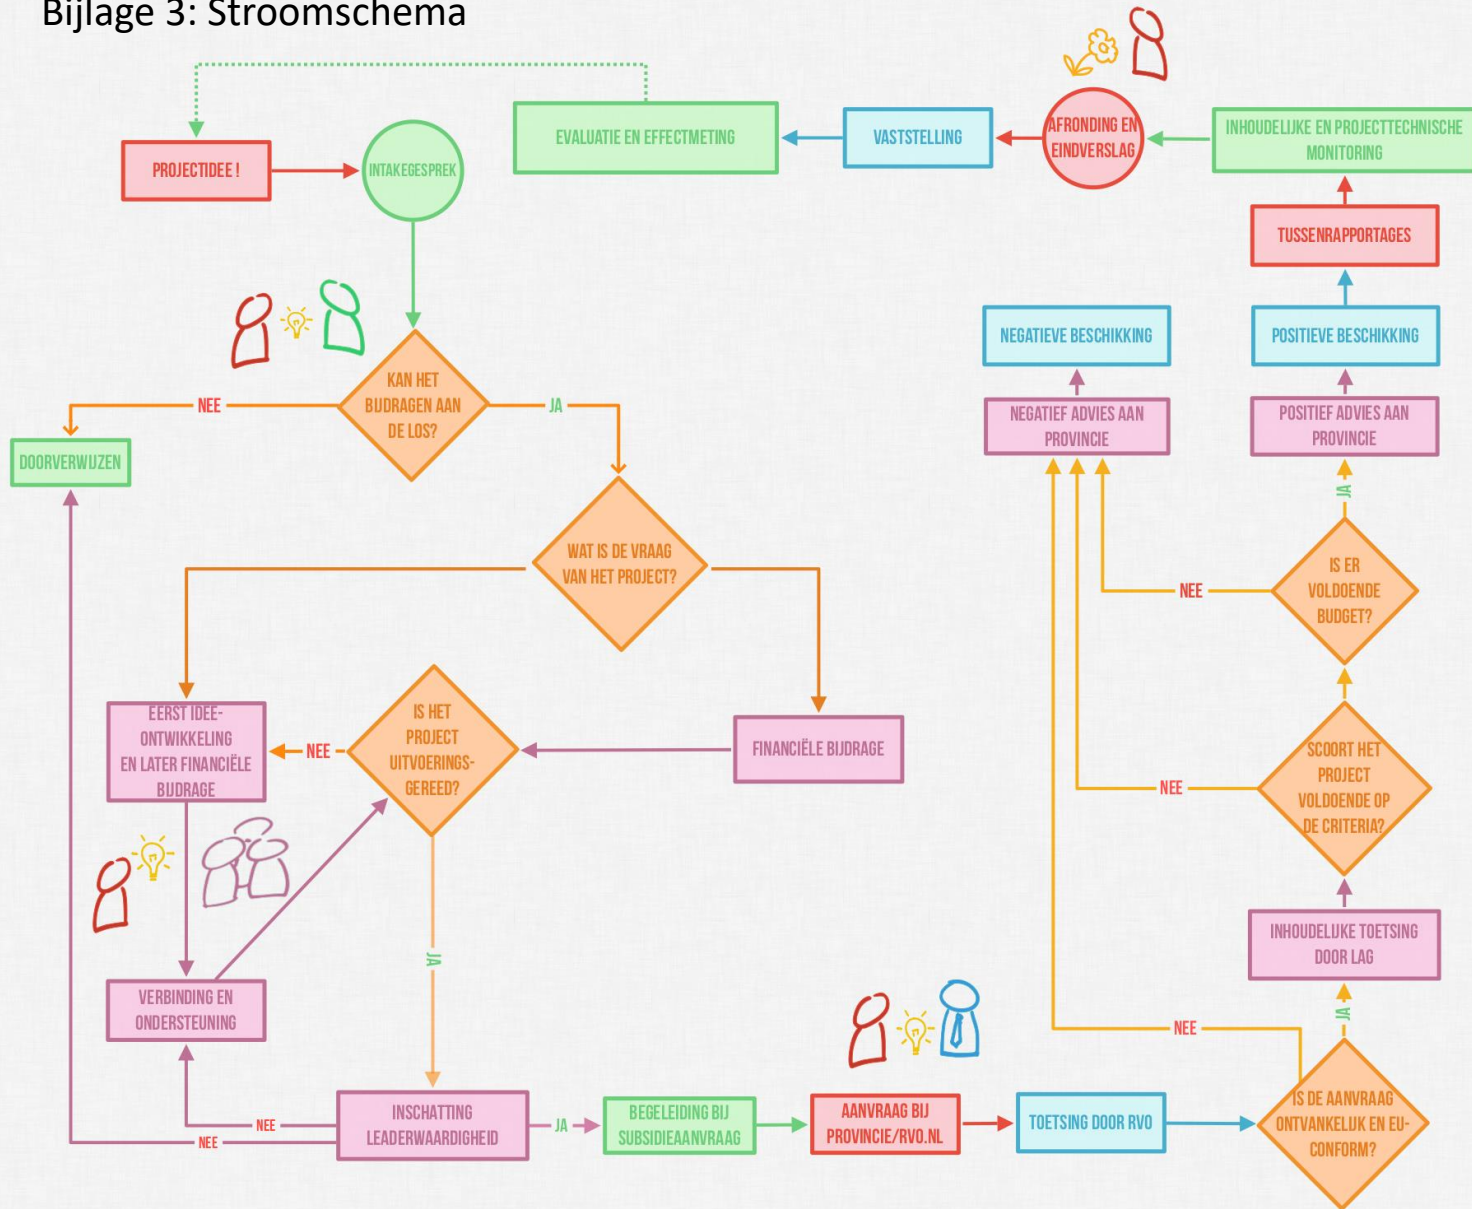 Bijlage 3: Stroomschema
PROJECTIDEE !
INTAKEGESPREK
EVALUATIE EN EFFECTMETING
VASTSTELLING
AFRONDING EN
EINDVERSLAG
INHOUDELIJKE EN PROJECTTECHNISCHE
MONITORING
TUSSENRAPPORTAGES
NEGATIEVE BESCHIKKING
POSITIEVE BESCHIKKING
KAN HET
BIJDRAGEN AAN
DE LOS?
NEE
JA
DOORVERWIJZEN
NEGATIEF ADVIES AAN
PROVINCIE
POSITIEF ADVIES AAN
PROVINCIE
JA
WAT IS DE VRAAG
VAN HET PROJECT?
IS ER
VOLDOENDE
BUDGET?
NEE
EERST IDEE-
ONTWIKKELING
EN LATER FINANCIËLE
BIJDRAGE
NEE
IS HET
PROJECT
UITVOERINGS-
GEREED?
FINANCIËLE BIJDRAGE
SCOORT HET
PROJECT
VOLDOENDE OP
DE CRITERIA?
NEE
JA
INHOUDELIJKE TOETSING
DOOR LAG
VERBINDING EN
ONDERSTEUNING
JA
NEE
NEE
NEE
INSCHATTING
LEADERWAARDIGHEID
JA
BEGELEIDING BIJ
SUBSIDIEAANVRAAG
AANVRAAG BIJ
PROVINCIE/RVO.NL
TOETSING DOOR RVO
IS DE AANVRAAG
ONTVANKELIJK EN EU-
CONFORM?